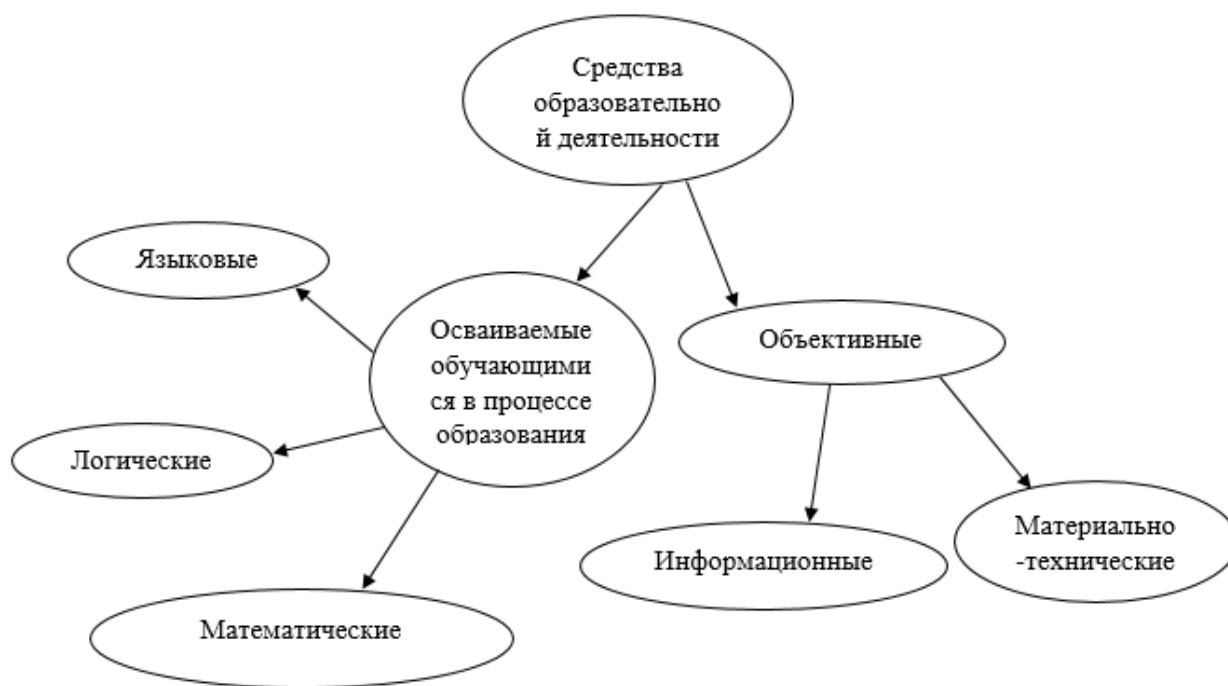 Средства
образовательно
й деятельности
Языковые
Осваиваемые
обучающими
ся в процессе
образования
Объективные
Логические
Информационные
Материально
-технические
Математические